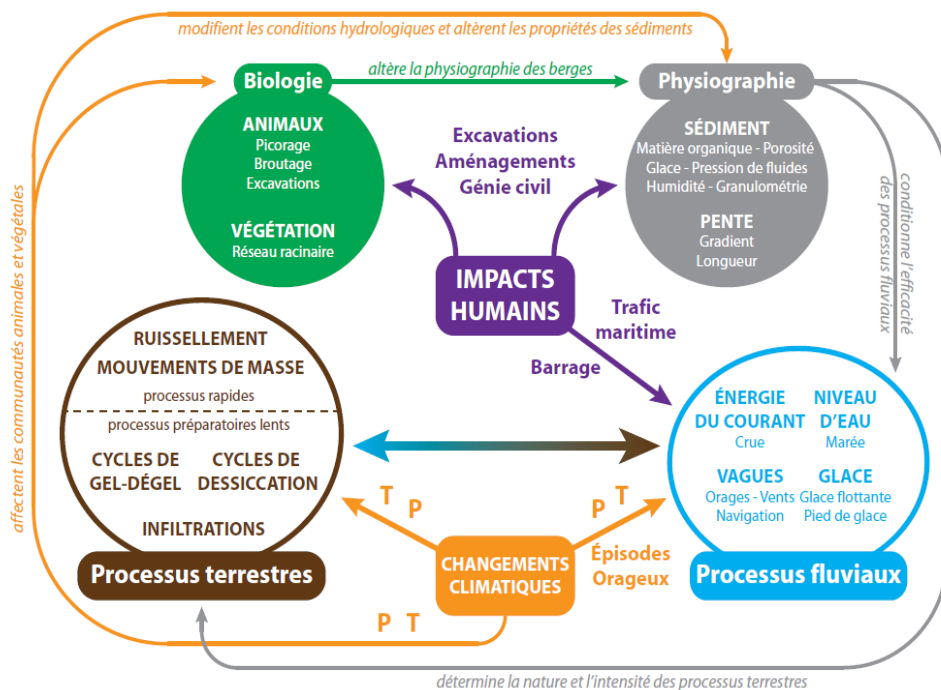 modifient les conditions hydrologiques et altèrent les propriétés des sédiments
Biologie
altère la physiographie des berges
Physiographie
ANIMAUX
Picorage
Broutage
Excavations
VÉGÉTATION
Réseau racinaire
Excavations
Aménagements
Génie civil
SÉDIMENT
Matière organique - Porosité
Glace - Pression de fluides
Humidité - Granulométrie
PENTE
Gradient
Longueur
conditionne l'efficacité
des processus fluviaux
affectent les communautés animales et végétales
IMPACTS
HUMAINS
Trafic
maritime
Barrage
RUISSELLEMENT
MOUVEMENTS DE MASSE
processus rapides
processus préparatoires lents
CYCLES DE
GEL-DÉGEL
CYCLES DE
DESSICCATION
INFILTRATIONS
Processus terrestres
ÉNERGIE
DU COURANT
Crue
NIVEAU
D'EAU
Marée
VAGUES
Orages - Vents
Navigation
GLACE
Glace flottante
Pied de glace
Processus fluviaux
T
P
P
T
Épisodes
Orageux
CHANGEMENTS
CLIMATIQUES
P T
détermine la nature et l'intensité des processus terrestres